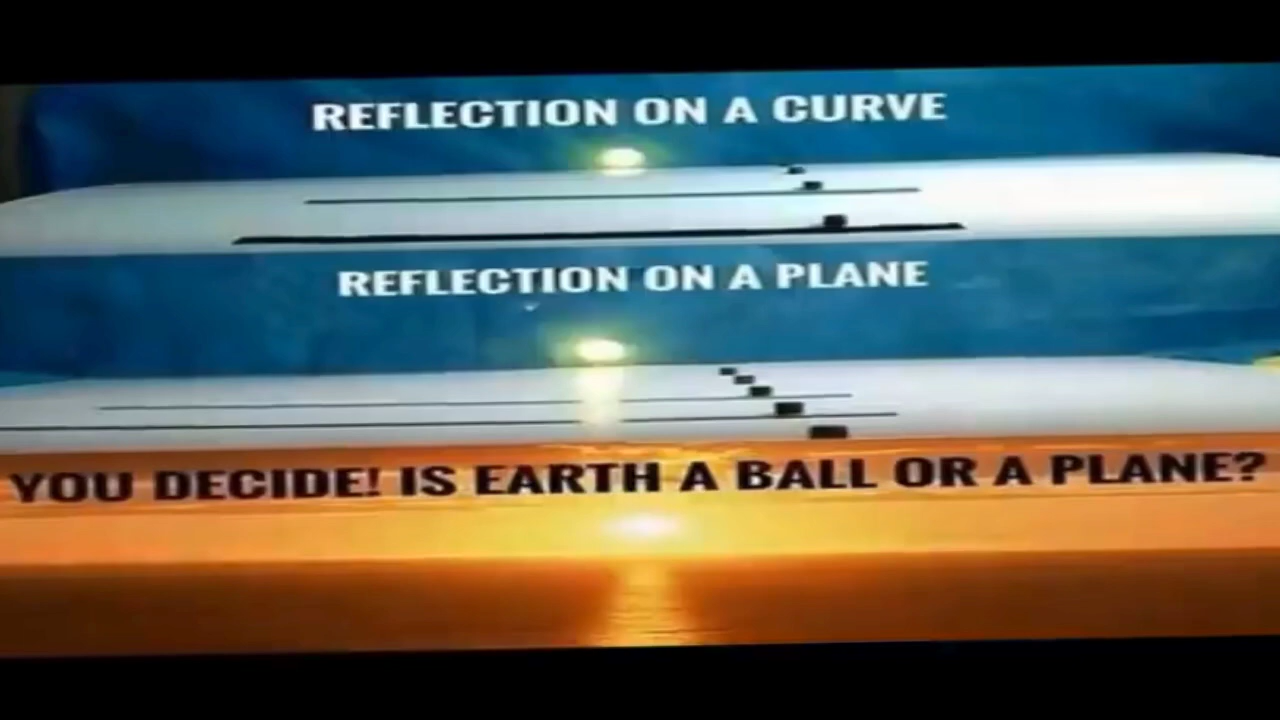 REFLECTION ON A CURVE
REFLECTION ON A PLANE
YOU DECIDE! IS EARTH A BALL OR A PLANE?